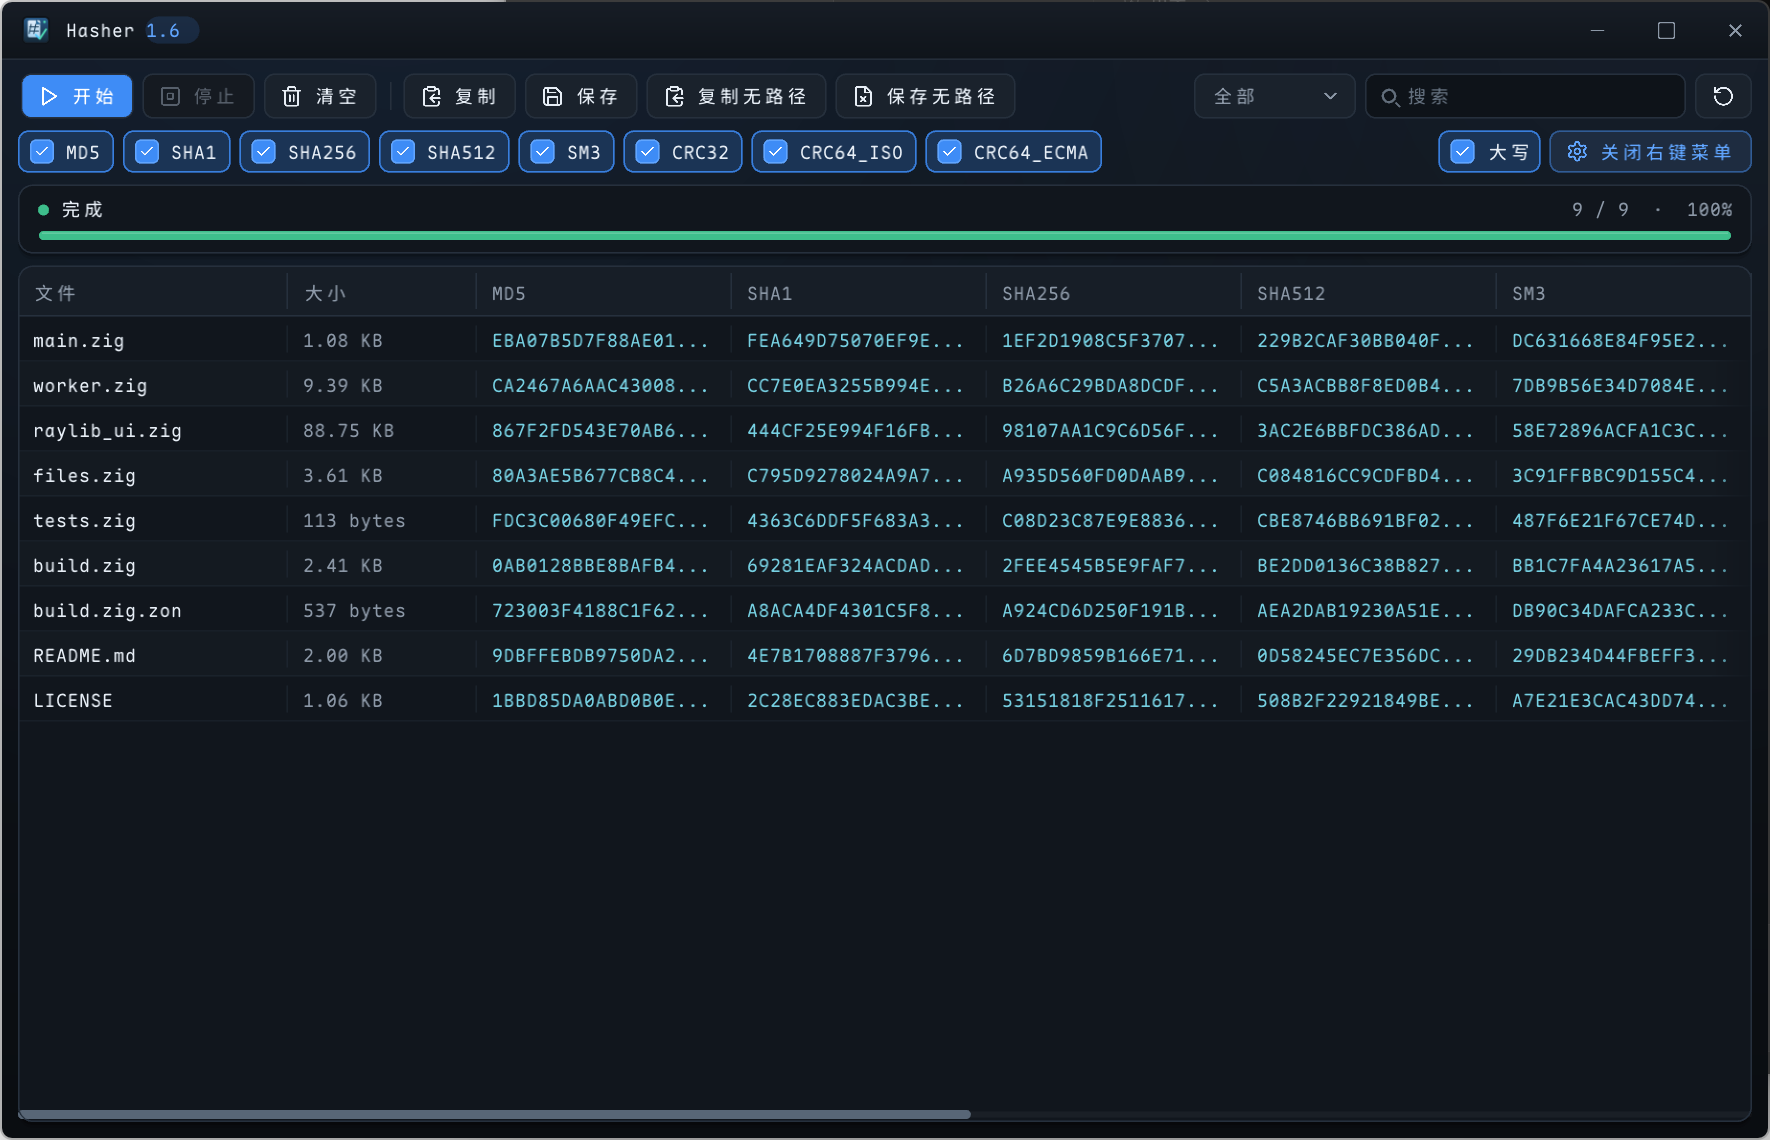 Hasher 1.6
开始 停止 清空 复制 保存 复制无路径 保存无路径 全部 搜索
MD5 SHA1 SHA256 SHA512 SM3 CRC32 CRC64_ISO CRC64_ECMA 大写 关闭右键菜单
完成 9 / 9 · 100%
文件 大小 MD5 SHA1 SHA256 SHA512 SM3
main.zig 1.08 KB EBA07B5D7F88AE01... FEA649D75070EF9E... 1EF2D1908C5F3707... 229B2CAF30BB040F... DC631668E84F95E2...
worker.zig 9.39 KB CA2467A6AAC43008... CC7E0EA3255B994E... B26A6C29BDA8DCDF... C5A3ACBB8F8ED0B4... 7DB9B56E34D7084E...
raylib_ui.zig 88.75 KB 867F2FD543E70AB6... 444CF25E994F16FB... 98107AA1C9C6D56F... 3AC2E6BBFDC386AD... 58E72896ACFA1C3C...
files.zig 3.61 KB 80A3AE5B677CB8C4... C795D9278024A9A7... A935D560FD0DAAB9... C084816CC9CDFBD4... 3C91FFBBC9D155C4...
tests.zig 113 bytes FDC3C00680F49EFC... 4363C6DDF5F683A3... C08D23C87E9E8836... CBE8746BB691BF02... 487F6E21F67CE74D...
build.zig 2.41 KB 0AB0128BBE8BAFB4... 69281EAF324ACDAD... 2FEE4545B5E9FAF7... BE2DD0136C38B827... BB1C7FA4A23617A5...
build.zig.zon 537 bytes 723003F4188C1F62... A8ACA4DF4301C5F8... A924CD6D250F191B... AEA2DAB19230A51E... DB90C34DAFCA233C...
README.md 2.00 KB 9DBFFEBDB9750DA2... 4E7B1708887F3796... 6D7BD9859B166E71... 0D58245EC7E356DC... 29DB234D44FBEFF3...
LICENSE 1.06 KB 1BBD85DA0ABD0B0E... 2C28EC883EDAC3BE... 53151818F2511617... 508B2F22921849BE... A7E21E3CAC43DD74...